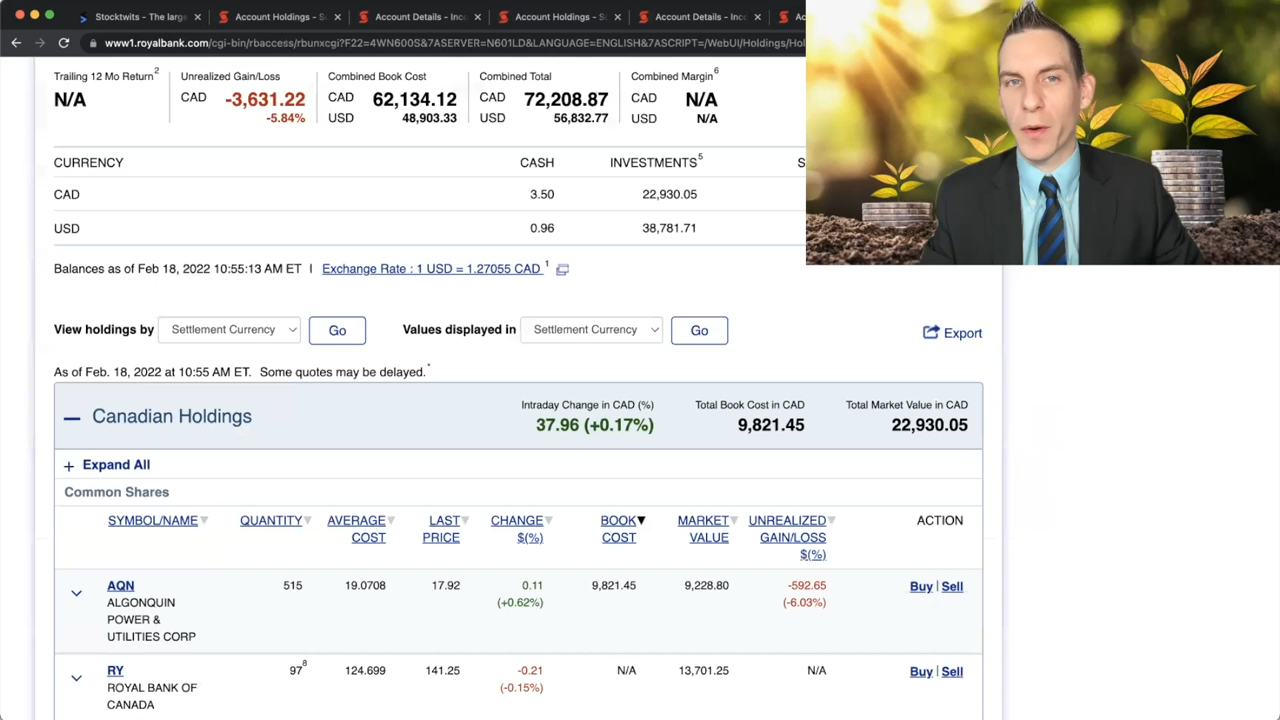 Stocktwits - The large
Account Holdings - S
Account Details - Inc
Account Holdings - S
Account Details - Inc
Ac
www1.royalbank.com/cgi-bin/rbaccess/rbunxcgi?F22=4WN600S&7ASERVER=N601LD&LANGUAGE=ENGLISH&7ASCRIPT=/WebUI/Holdings/Hol
Trailing 12 Mo Return2
N/A
Unrealized Gain/Loss
CAD -3,631.22
-5.84%
Combined Book Cost
CAD 62,134.12
USD 48,903.33
Combined Total
CAD 72,208.87
USD 56,832.77
Combined Margin6
CAD N/A
USD N/A
CURRENCY CASH INVESTMENTS5 S
CAD 3.50 22,930.05
USD 0.96 38,781.71
Balances as of Feb 18, 2022 10:55:13 AM ET | Exchange Rate : 1 USD = 1.27055 CAD 1
View holdings by Settlement Currency Go Values displayed in Settlement Currency Go Export
As of Feb. 18, 2022 at 10:55 AM ET. Some quotes may be delayed.*
Canadian Holdings
Intraday Change in CAD (%)
37.96 (+0.17%)
Total Book Cost in CAD
9,821.45
Total Market Value in CAD
22,930.05
+ Expand All
Common Shares
SYMBOL/NAME QUANTITY AVERAGE COST LAST PRICE CHANGE $(%) BOOK COST MARKET VALUE UNREALIZED GAIN/LOSS $(%) ACTION
AQN 515 19.0708 17.92 0.11 9,821.45 9,228.80 -592.65 Buy | Sell
ALGONQUIN (+0.62%) (-6.03%)
POWER &
UTILITIES CORP
RY 978 124.699 141.25 -0.21 N/A 13,701.25 N/A Buy | Sell
ROYAL BANK OF (-0.15%)
CANADA